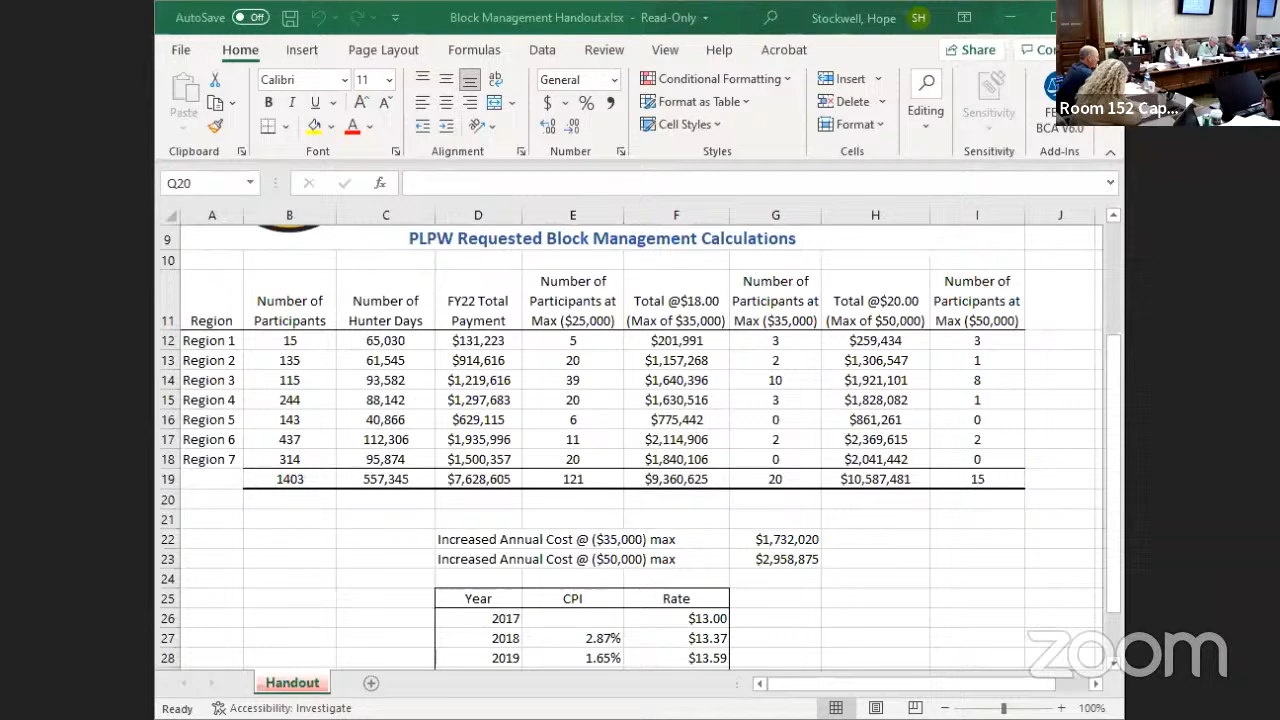 AutoSave Off Block Management Handout.xlsx - Read-Only Stockwell, Hope SH
File Home Insert Page Layout Formulas Data Review View Help Acrobat Share
Room 152 Cap...
Paste
Calibri 11
B I U
General
$ % 9
Conditional Formatting
Format as Table
Cell Styles
Insert
Delete
Format
Editing
Sensitivity
BCA V6.0
Clipboard Font Alignment Number Styles Cells Sensitivity Add-Ins
Q20 fx
A B C D E F G H I J
9 PLPW Requested Block Management Calculations
10
Number of Number of Number of
Number of Number of FY22 Total Participants at Total @$18.00 Participants at Total @$20.00 Participants at
11 Region Participants Hunter Days Payment Max ($25,000) (Max of $35,000) Max ($35,000) (Max of $50,000) Max ($50,000)
12 Region 1 15 65,030 $131,223 5 $201,991 3 $259,434 3
13 Region 2 135 61,545 $914,616 20 $1,157,268 2 $1,306,547 1
14 Region 3 115 93,582 $1,219,616 39 $1,640,396 10 $1,921,101 8
15 Region 4 244 88,142 $1,297,683 20 $1,630,516 3 $1,828,082 1
16 Region 5 143 40,866 $629,115 6 $775,442 0 $861,261 0
17 Region 6 437 112,306 $1,935,996 11 $2,114,906 2 $2,369,615 2
18 Region 7 314 95,874 $1,500,357 20 $1,840,106 0 $2,041,442 0
19 1403 557,345 $7,628,605 121 $9,360,625 20 $10,587,481 15
20
21
22 Increased Annual Cost @ ($35,000) max $1,732,020
23 Increased Annual Cost @ ($50,000) max $2,958,875
24
25 Year CPI Rate
26 2017 $13.00
27 2018 2.87% $13.37
28 2019 1.65% $13.59
zoom
Handout
Ready Accessibility: Investigate 100%